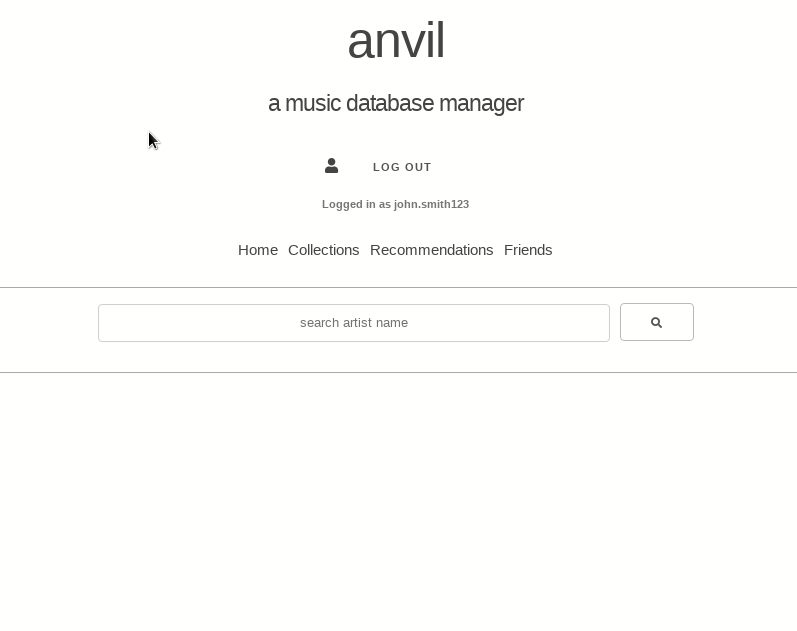 anvil
a music database manager
LOG OUT
Logged in as john.smith123
Home Collections Recommendations Friends
search artist name